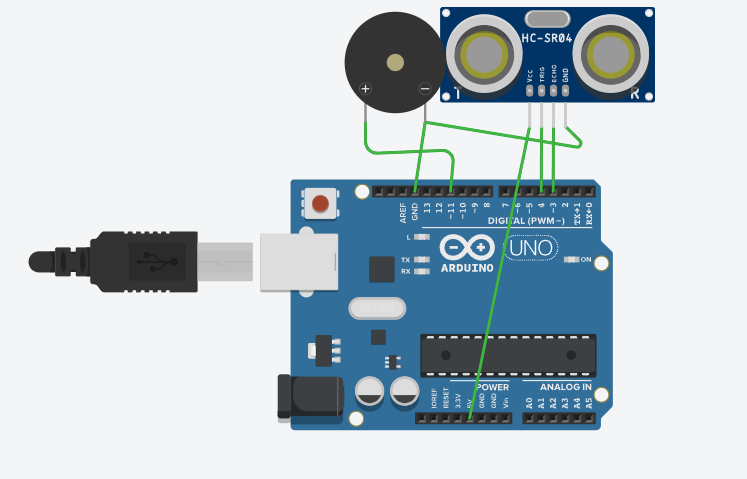 HC-SR04
VCC
TRIG
ECHO
GND
T
R
+
−
AREF
GND
13
12
~11
~10
~9
8
7
~6
~5
4
~3
2
TX→1
RX←0
DIGITAL (PWM~)
L
TX
RX
UNO
ARDUINO
ON
POWER
ANALOG IN
IOREF
RESET
3.3V
5V
GND
GND
Vin
A0
A1
A2
A3
A4
A5